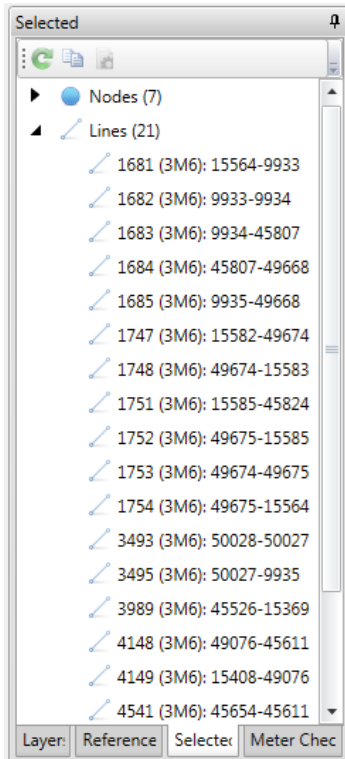 Selected
Nodes (7)
Lines (21)
1681 (3M6): 15564-9933
1682 (3M6): 9933-9934
1683 (3M6): 9934-45807
1684 (3M6): 45807-49668
1685 (3M6): 9935-49668
1747 (3M6): 15582-49674
1748 (3M6): 49674-15583
1751 (3M6): 15585-45824
1752 (3M6): 49675-15585
1753 (3M6): 49674-49675
1754 (3M6): 49675-15564
3493 (3M6): 50028-50027
3495 (3M6): 50027-9935
3989 (3M6): 45526-15369
4148 (3M6): 49076-45611
4149 (3M6): 15408-49076
4541 (3M6): 45654-45611
Layer: Reference Selectec Meter Chec